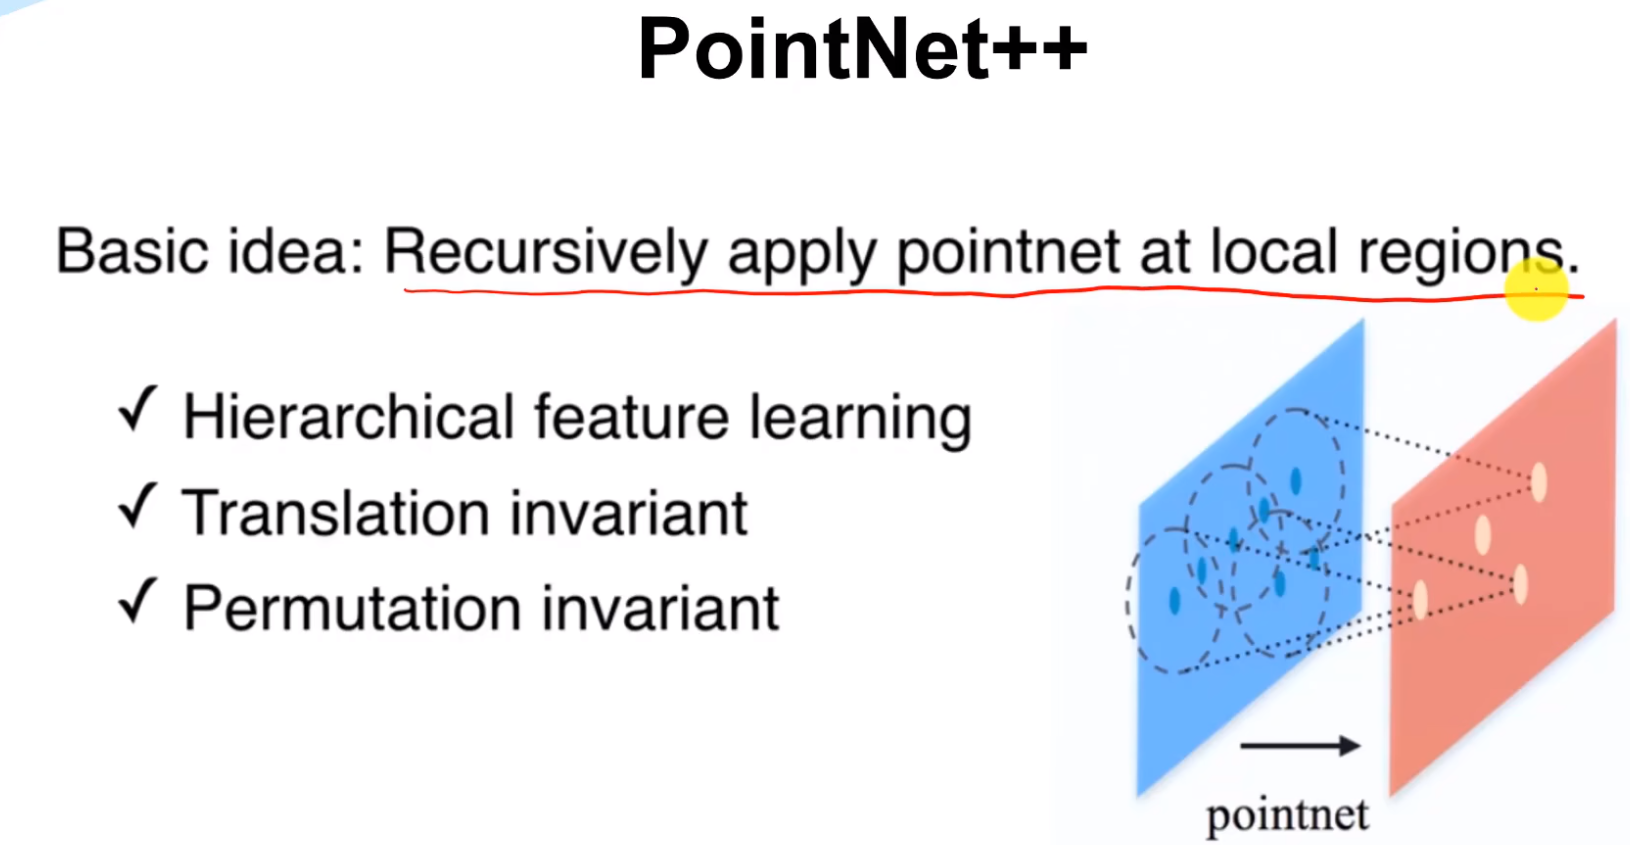 PointNet++
Basic idea: Recursively apply pointnet at local regions.
✓ Hierarchical feature learning
✓ Translation invariant
✓ Permutation invariant
pointnet